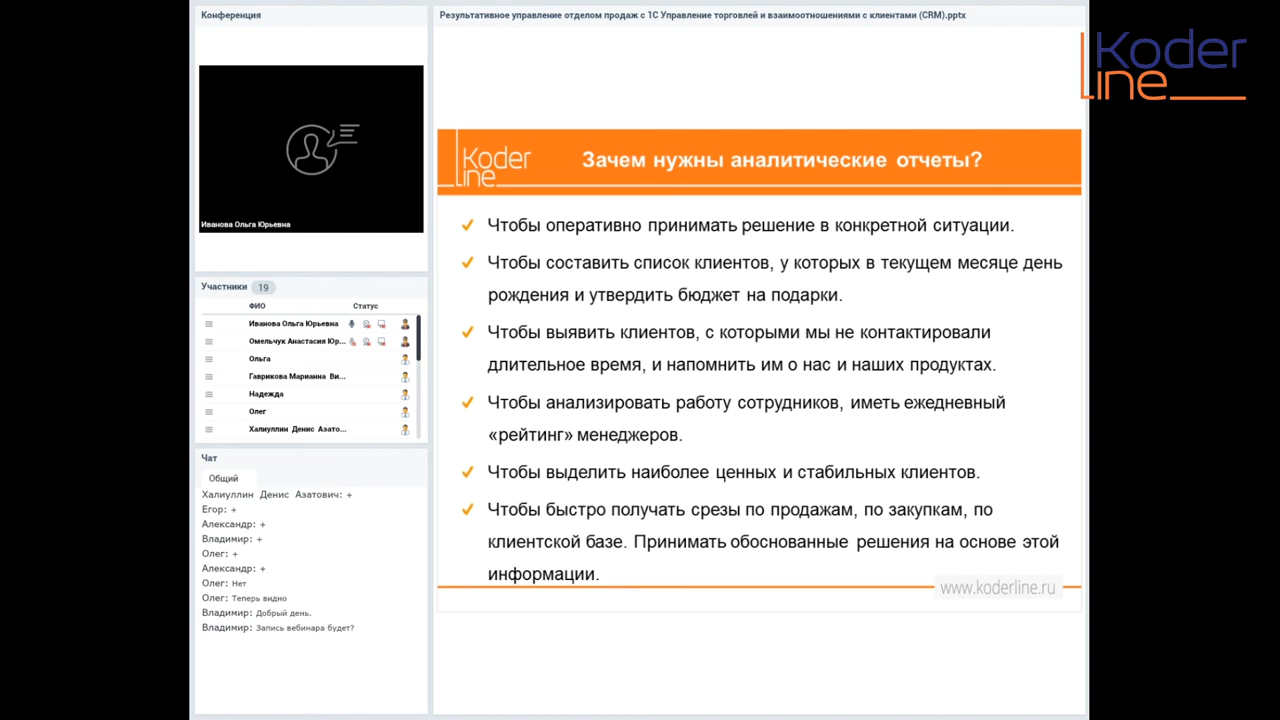 Конференция
Иванова Ольга Юрьевна
Участники 19
ФИО Статус
Иванова Ольга Юрьевна
Омельчук Анастасия Юр...
Ольга
Гаврикова Марианна Ви...
Надежда
Олег
Халиуллин Денис Азато...
Чат
Общий
Халиуллин Денис Азатович: +
Егор: +
Александр: +
Владимир: +
Олег: +
Александр: +
Олег: Нет
Олег: Теперь видно
Владимир: Добрый день.
Владимир: Запись вебинара будет?
Результативное управление отделом продаж с 1С Управление торговлей и взаимоотношениями с клиентами (CRM).pptx
Koder
line
Koder
line
Зачем нужны аналитические отчеты?
Чтобы оперативно принимать решение в конкретной ситуации.
Чтобы составить список клиентов, у которых в текущем месяце день
рождения и утвердить бюджет на подарки.
Чтобы выявить клиентов, с которыми мы не контактировали
длительное время, и напомнить им о нас и наших продуктах.
Чтобы анализировать работу сотрудников, иметь ежедневный
«рейтинг» менеджеров.
Чтобы выделить наиболее ценных и стабильных клиентов.
Чтобы быстро получать срезы по продажам, по закупкам, по
клиентской базе. Принимать обоснованные решения на основе этой
информации.
www.koderline.ru